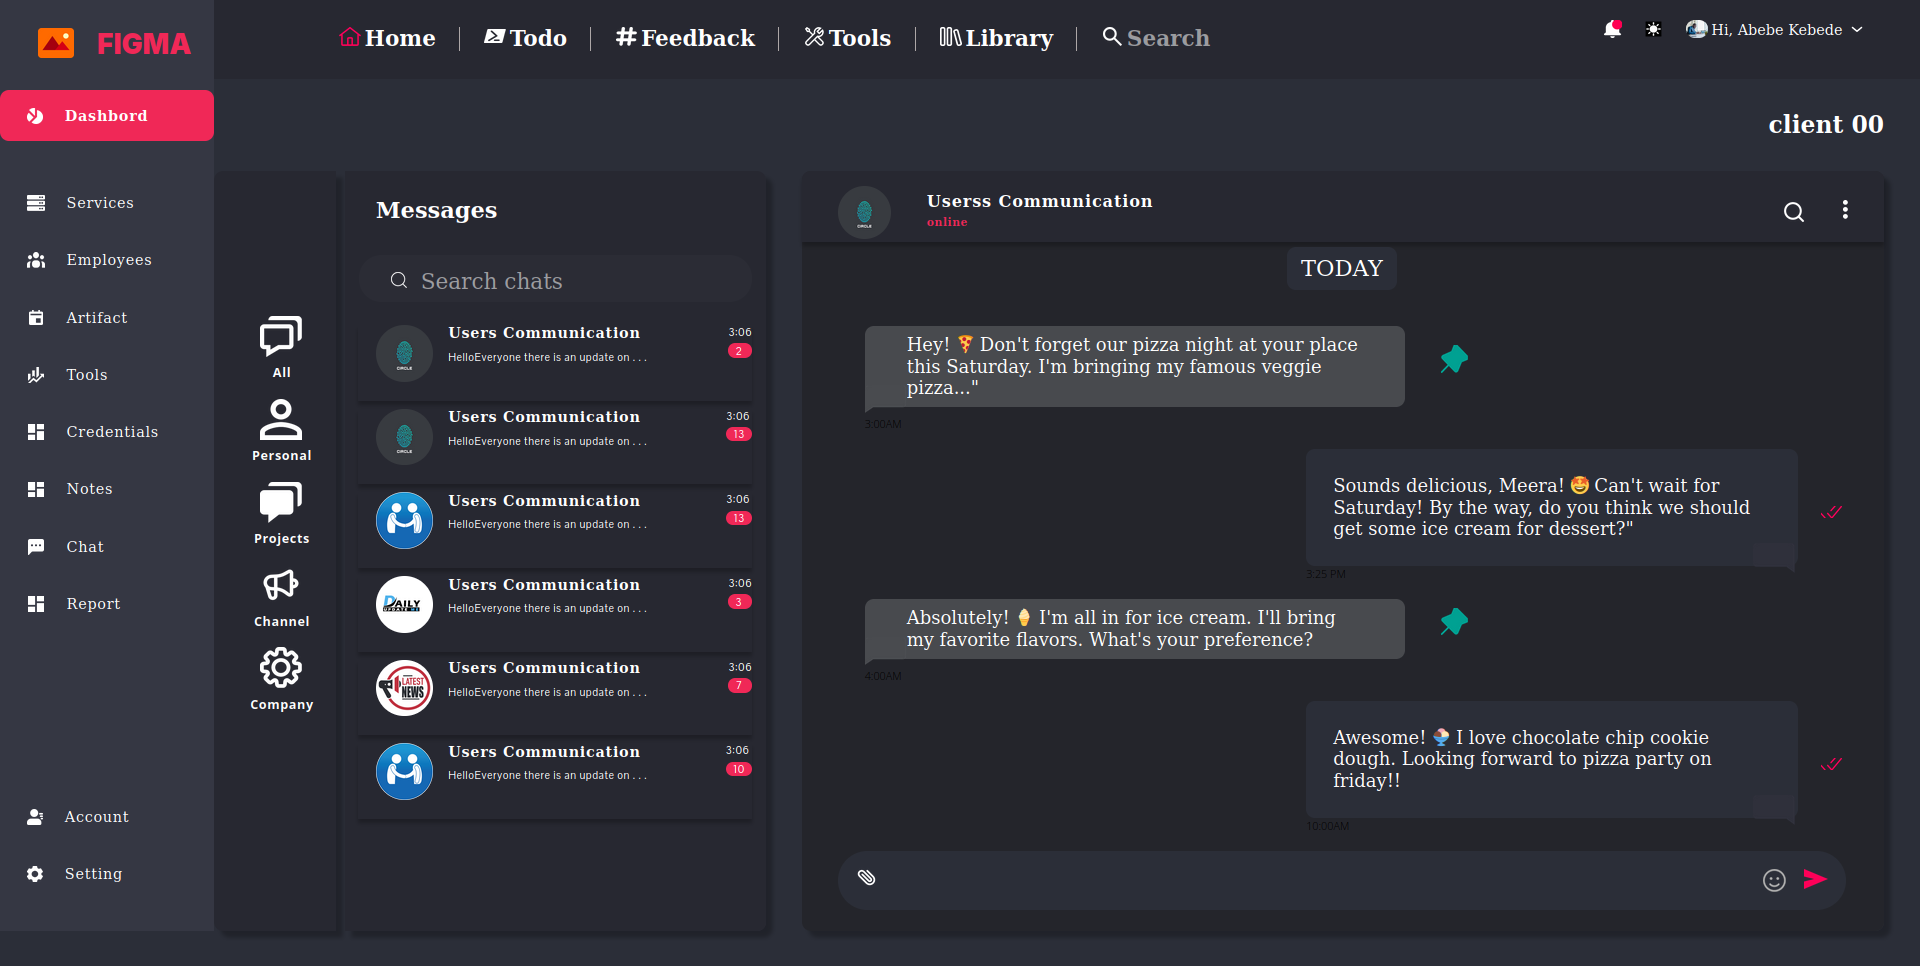 FIGMA
Home
Todo
Feedback
Tools
Library
Search
Hi, Abebe Kebede
Dashbord
client 00
Services
Employees
Artifact
Tools
Credentials
Notes
Chat
Report
Account
Setting
All
Personal
Projects
Channel
Company
Messages
Search chats
CIRCLE
Users Communication
3:06
HelloEveryone there is an update on . . .
2
CIRCLE
Users Communication
3:06
HelloEveryone there is an update on . . .
13
Users Communication
3:06
HelloEveryone there is an update on . . .
13
DAILY
UPDATE
Users Communication
3:06
HelloEveryone there is an update on . . .
3
LATEST
NEWS
Users Communication
3:06
HelloEveryone there is an update on . . .
7
Users Communication
3:06
HelloEveryone there is an update on . . .
10
CIRCLE
Userss Communication
online
TODAY
Hey! 🍕 Don't forget our pizza night at your place
this Saturday. I'm bringing my famous veggie
pizza..."
3:00AM
Sounds delicious, Meera! 🤩 Can't wait for
Saturday! By the way, do you think we should
get some ice cream for dessert?"
3:25 PM
Absolutely! 🍦 I'm all in for ice cream. I'll bring
my favorite flavors. What's your preference?
4:00AM
Awesome! 🍨 I love chocolate chip cookie
dough. Looking forward to pizza party on
friday!!
10:00AM